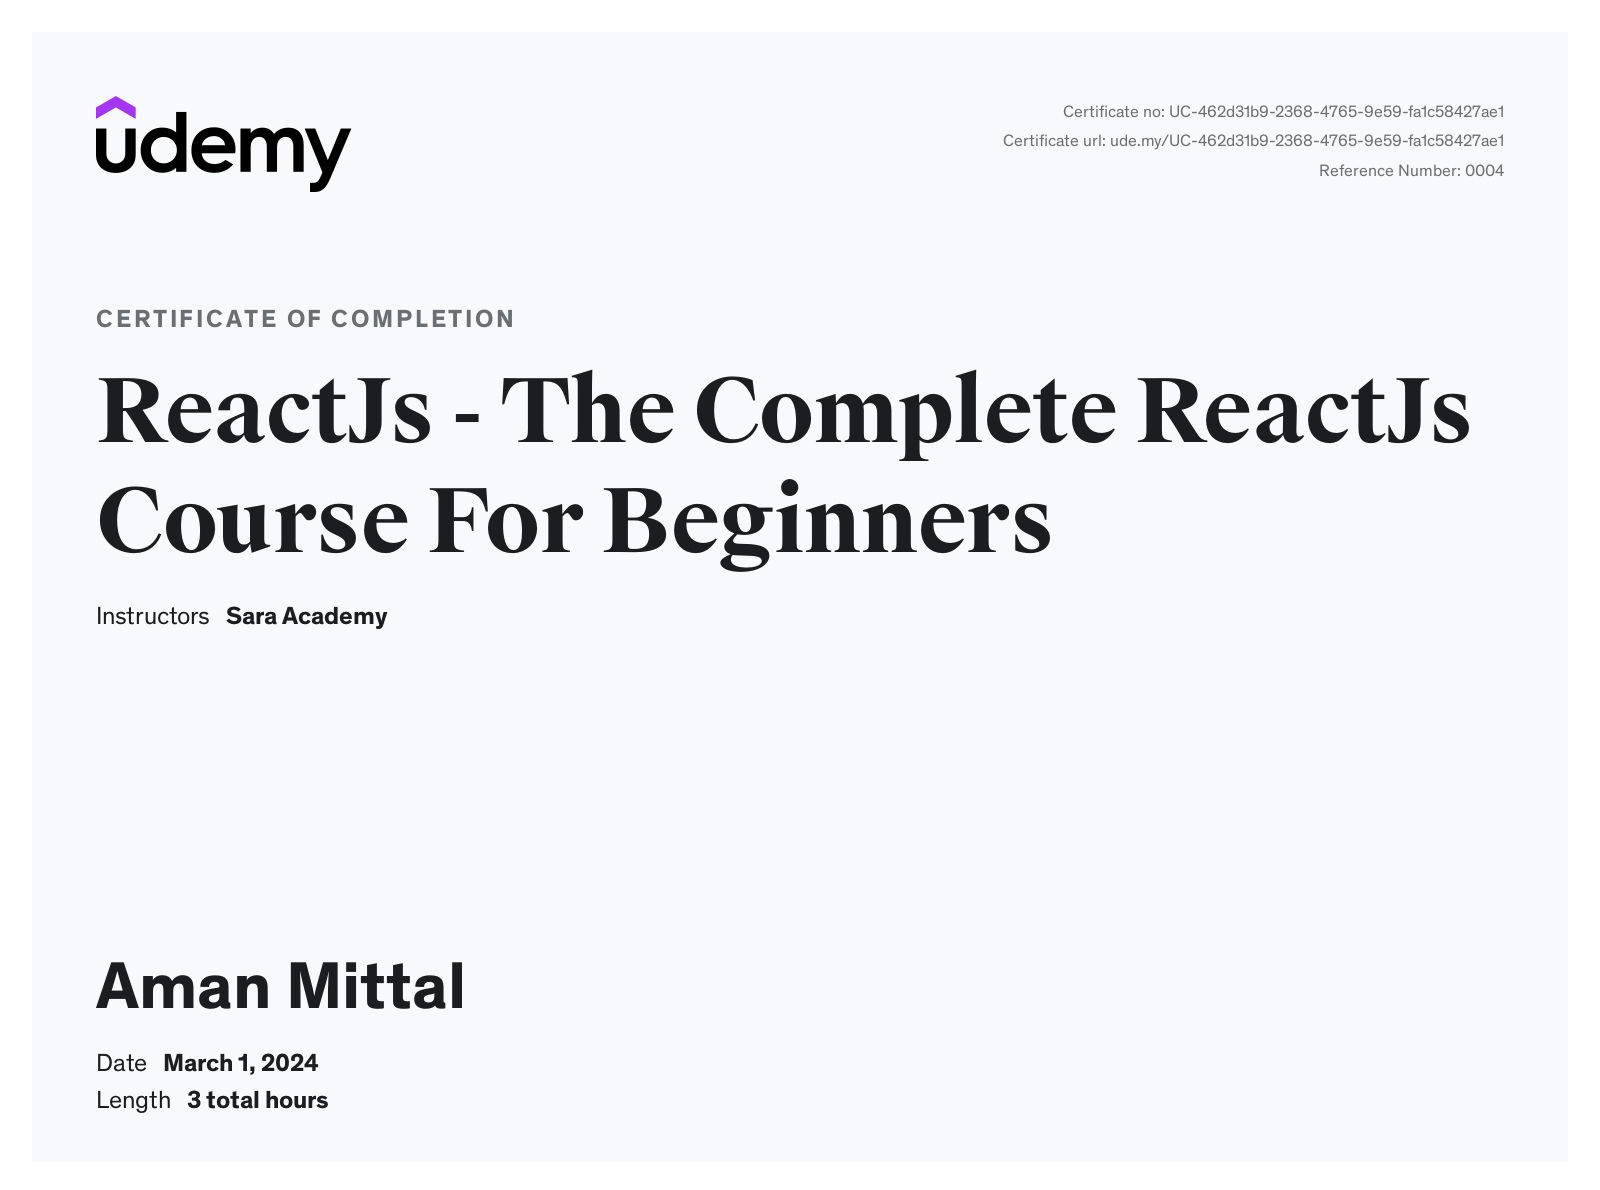 udemy
Certificate no: UC-462d31b9-2368-4765-9e59-fa1c58427ae1
Certificate url: ude.my/UC-462d31b9-2368-4765-9e59-fa1c58427ae1
Reference Number: 0004
CERTIFICATE OF COMPLETION
ReactJs - The Complete ReactJs
Course For Beginners
Instructors Sara Academy
Aman Mittal
Date March 1, 2024
Length 3 total hours